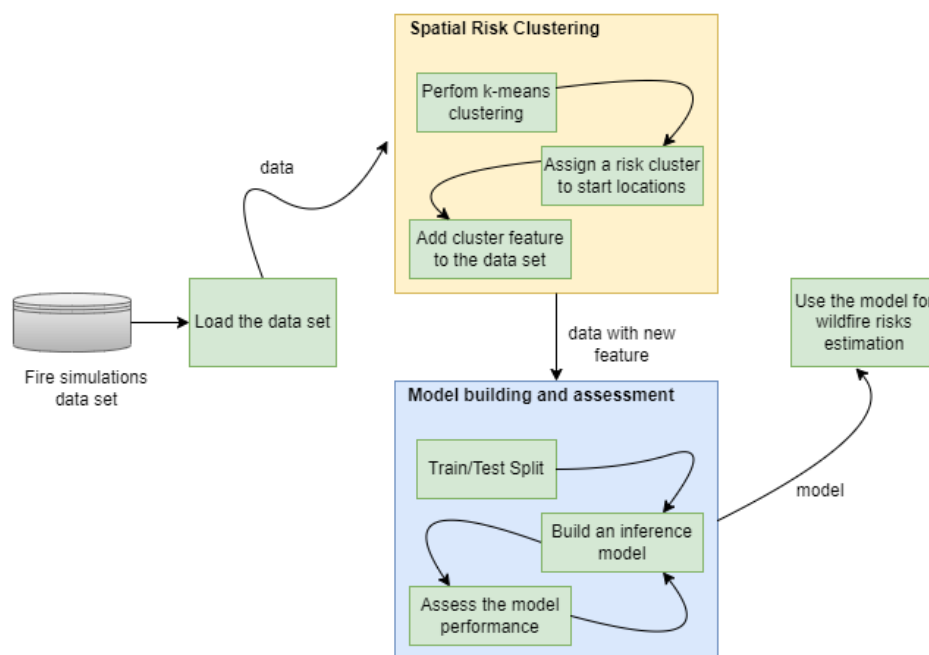 Spatial Risk Clustering
Perfom k-means
clustering
data
Assign a risk cluster
to start locations
Add cluster feature
to the data set
Load the data set
Fire simulations
data set
data with new
feature
Use the model for
wildfire risks
estimation
Model building and assessment
Train/Test Split
model
Build an inference
model
Assess the model
performance